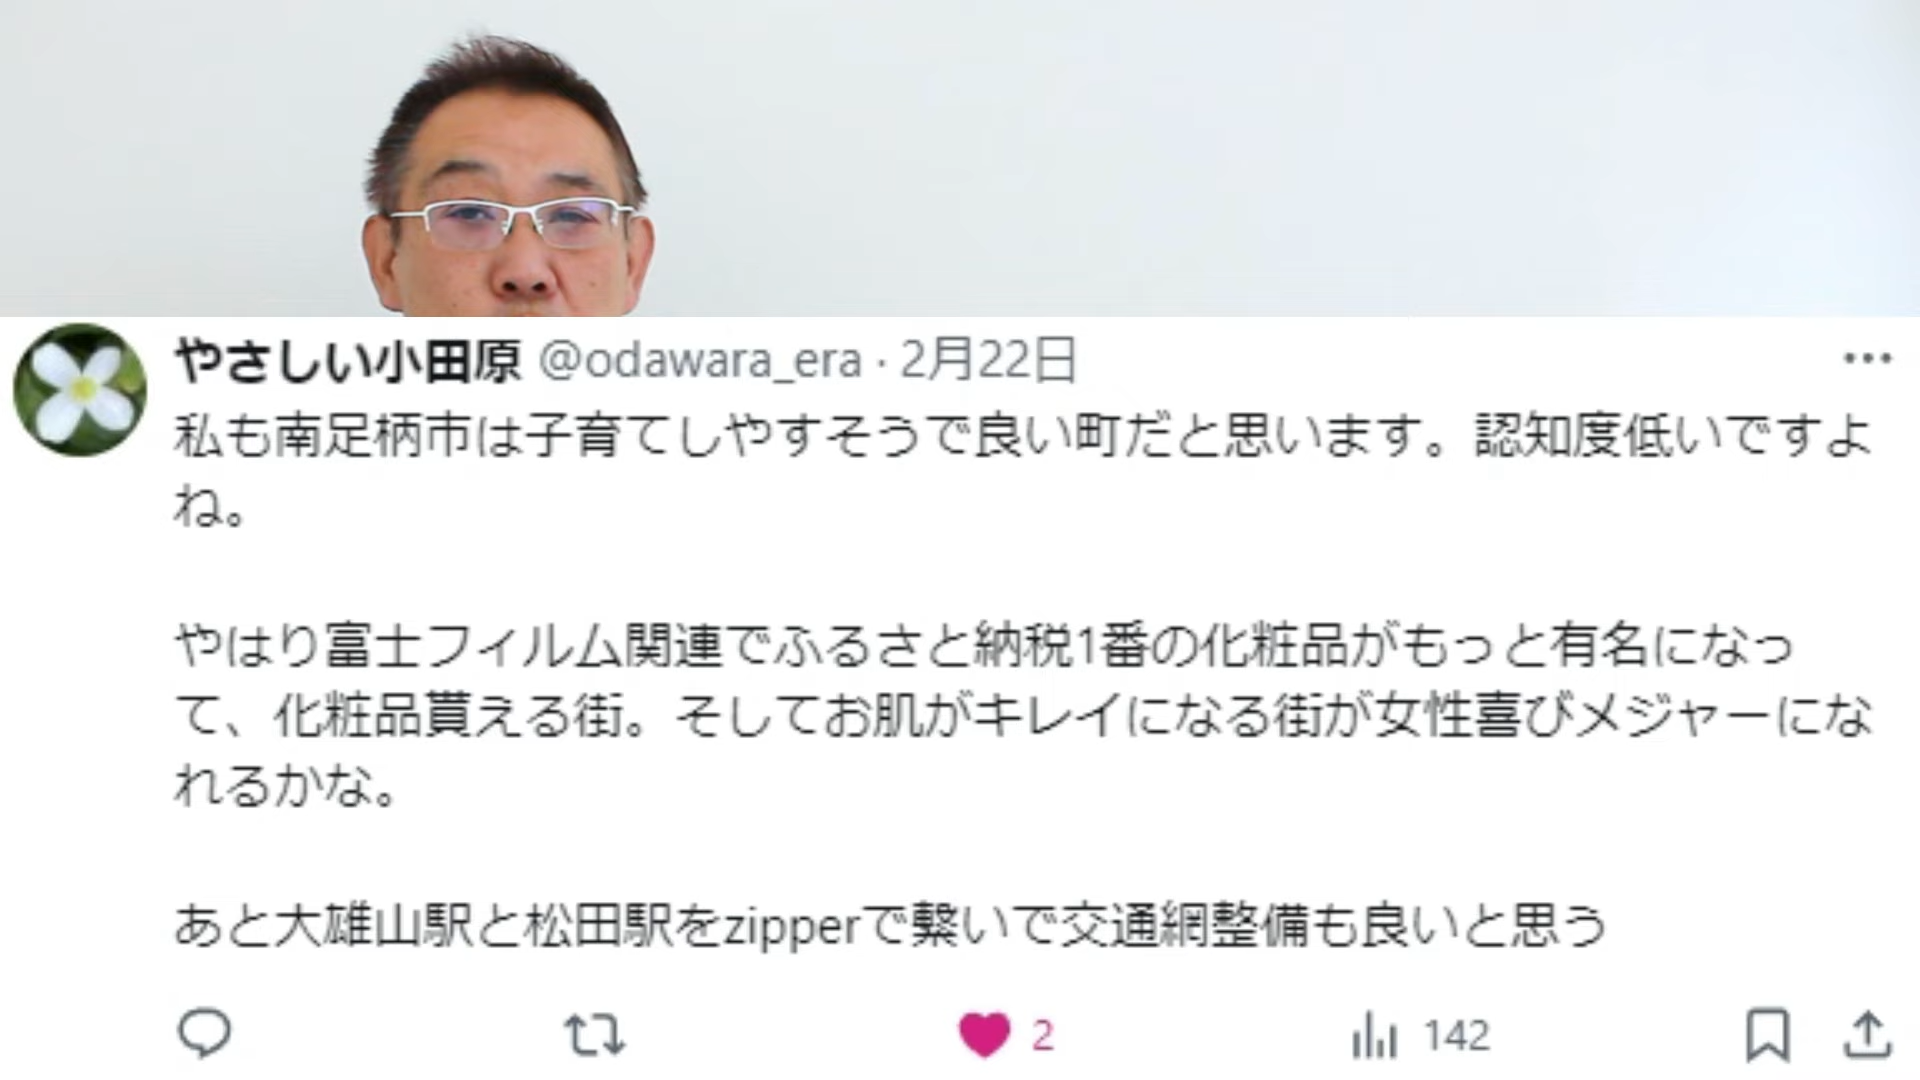 やさしい小田原 @odawara_era · 2月22日
私も南足柄市は子育てしやすそうで良い町だと思います。認知度低いですよ
ね。
やはり富士フィルム関連でふるさと納税1番の化粧品がもっと有名になっ
て、化粧品貰える街。そしてお肌がキレイになる街が女性喜びメジャーにな
れるかな。
あと大雄山駅と松田駅をzipperで繋いで交通網整備も良いと思う
2 142